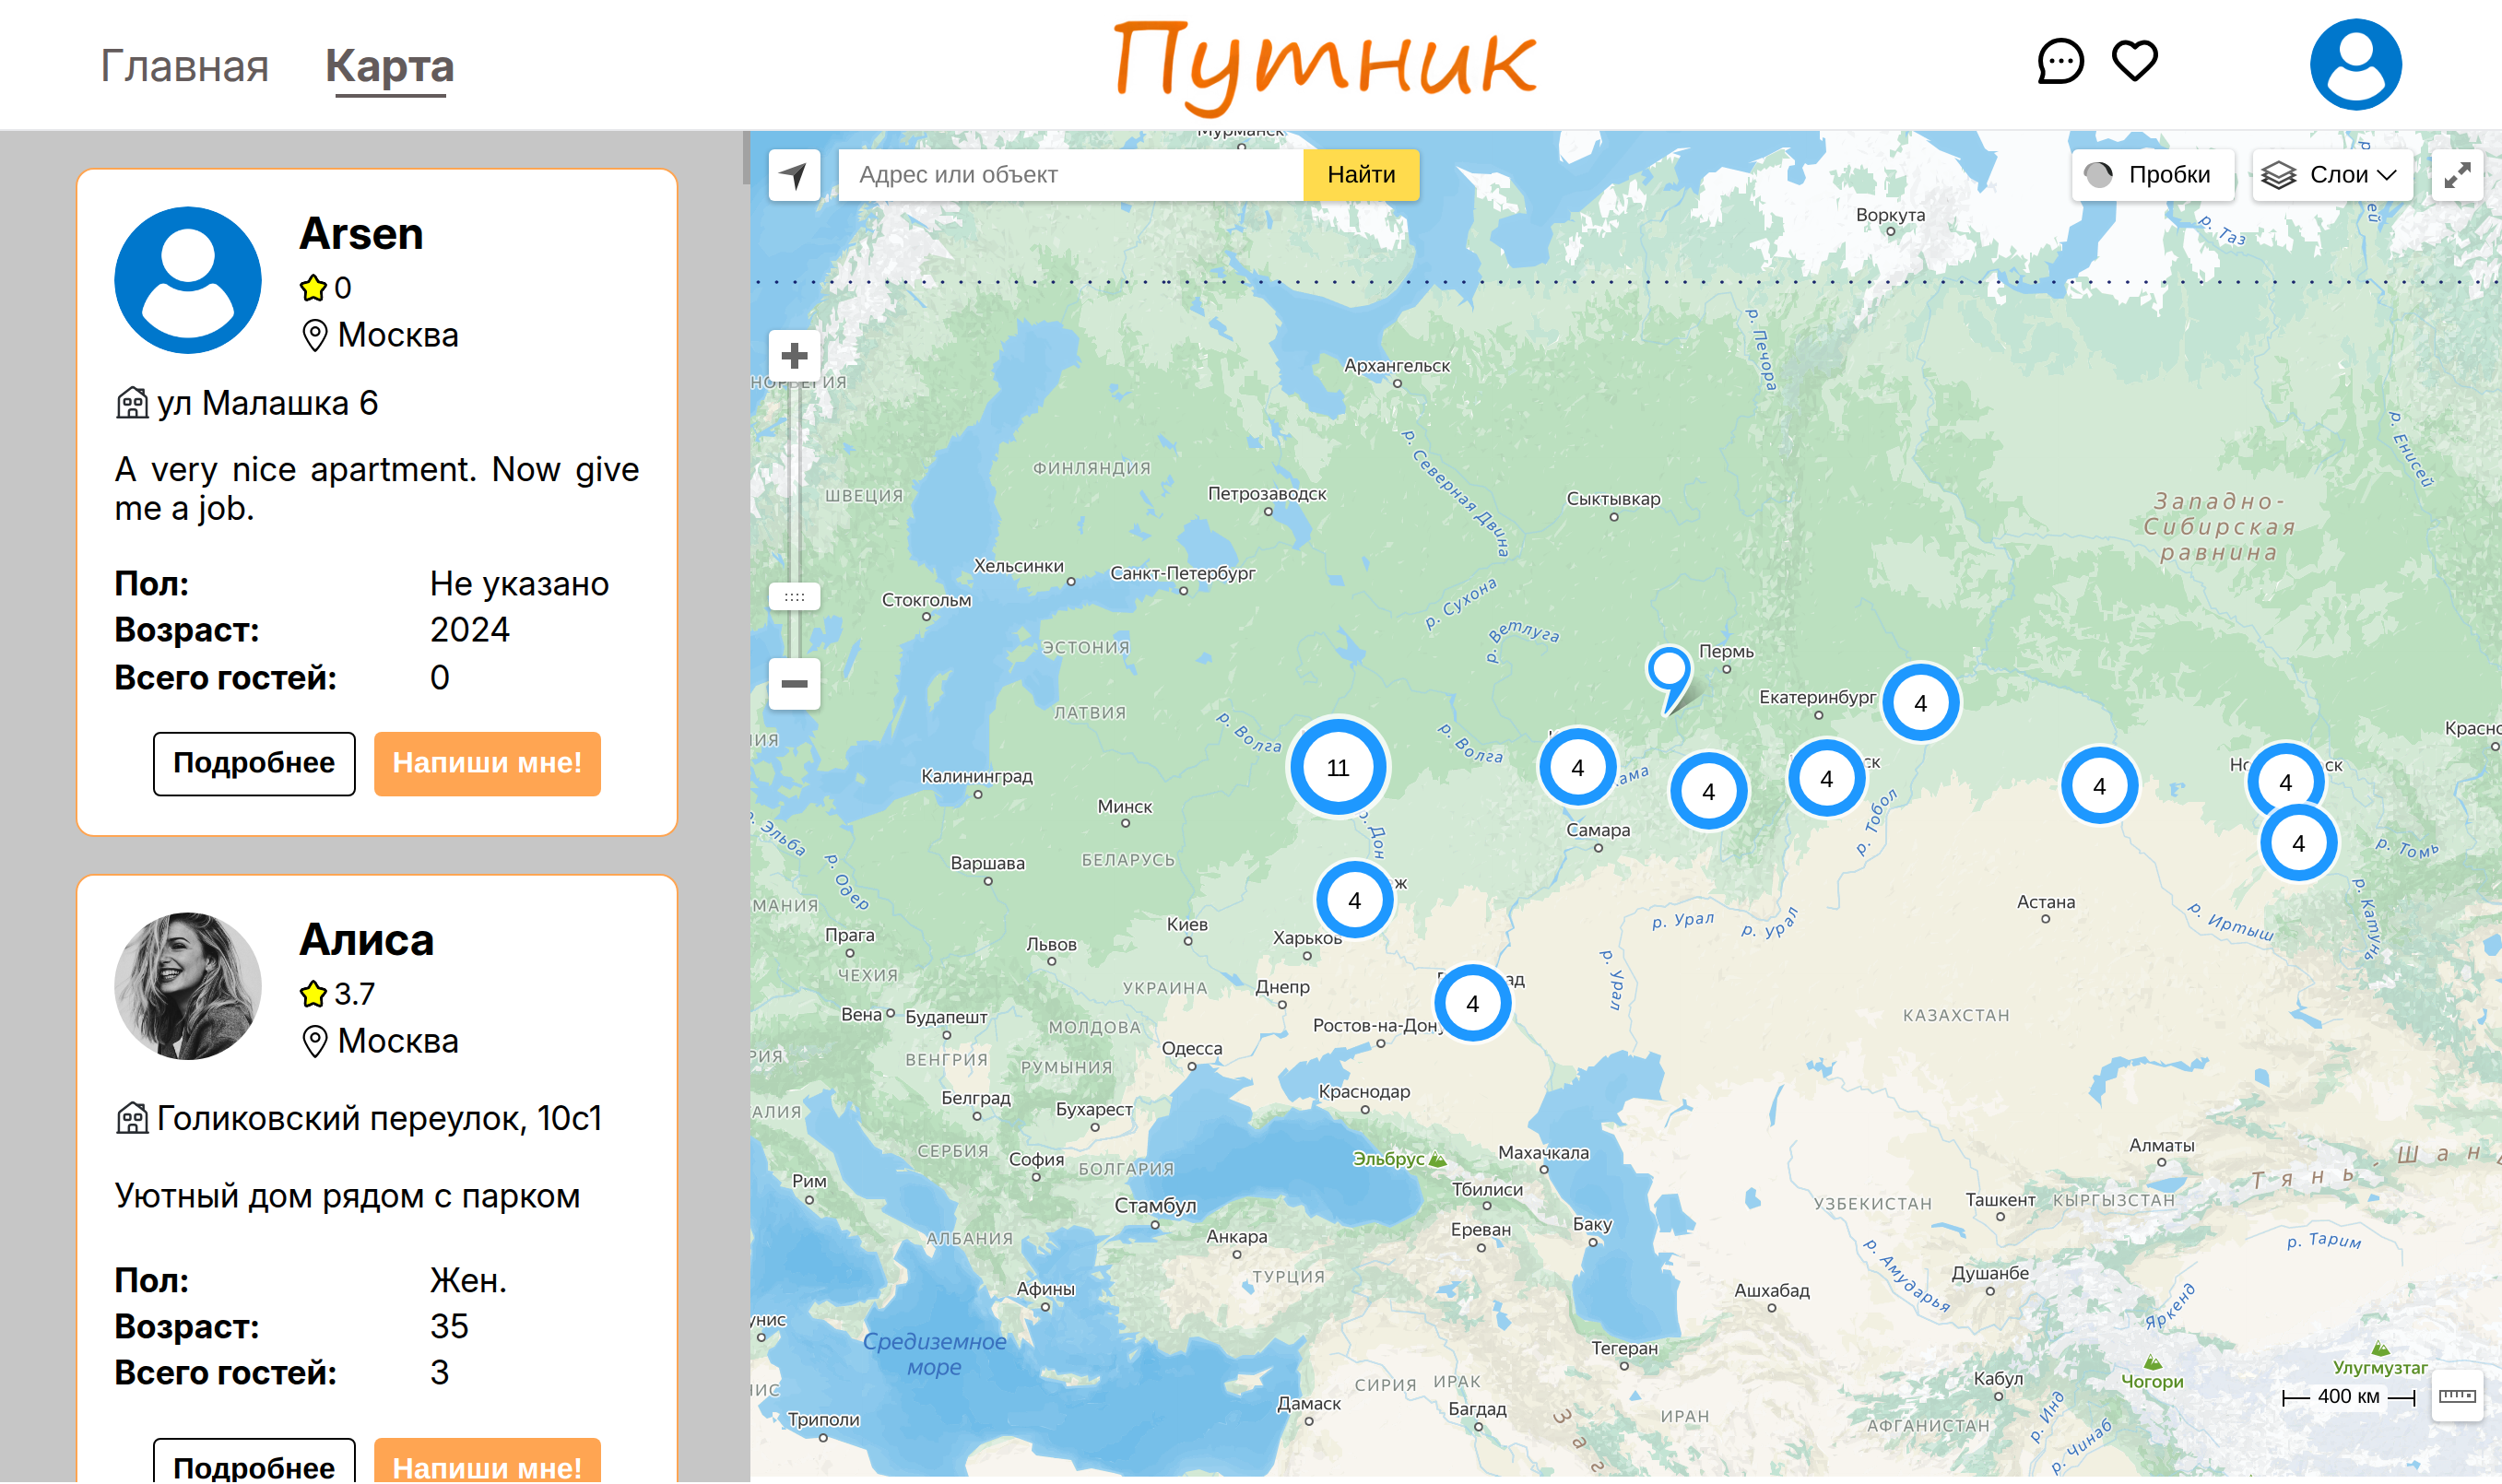 Главная
Карта
Путник
Arsen
0
Москва
ул Малашка 6
A very nice apartment. Now give
me a job.
Пол: Не указано
Возраст: 2024
Всего гостей: 0
Подробнее
Напиши мне!
Алиса
3.7
Москва
Голиковский переулок, 10с1
Уютный дом рядом с парком
Пол: Жен.
Возраст: 35
Всего гостей: 3
Подробнее
Напиши мне!
Мурманск
Адрес или объект
Найти
Пробки
Слои
Воркута
р. Таз
НОРВЕГИЯ
Архангельск
р. Печора
р. Енисей
ФИНЛЯНДИЯ
ШВЕЦИЯ
Петрозаводск
р. Северная Двина
Сыктывкар
Западно-
Сибирская
равнина
Хельсинки
Санкт-Петербург
Стокгольм
р. Сухона
р. Ветлуга
ЭСТОНИЯ
Пермь
Екатеринбург
4
ЛАТВИЯ
р. Волга
р. Волга
11
4
4
4
4
4
4
Калининград
Минск
р. Дон
Самара
р. Тобол
р. Томь
р. Эльба
р. Одер
Варшава
БЕЛАРУСЬ
4
р. Урал
р. Урал
Астана
р. Иртыш
р. Катунь
Прага
Киев
Львов
Харьков
ЧЕХИЯ
УКРАИНА
Днепр
4
р. Урал
КАЗАХСТАН
Вена
Будапешт
МОЛДОВА
Ростов-на-Дону
ВЕНГРИЯ
РУМЫНИЯ
Одесса
Белград
Бухарест
Краснодар
СЕРБИЯ
София
БОЛГАРИЯ
Эльбрус
Махачкала
Алматы
Тянь-Шань
Рим
Стамбул
Тбилиси
УЗБЕКИСТАН
Ташкент
КЫРГЫЗСТАН
АЛБАНИЯ
Анкара
Ереван
Баку
р. Тарим
ТУРЦИЯ
Афины
Ашхабад
р. Амударья
Душанбе
Яркенд
Средиземное
море
Тегеран
Чогори
Улугмузтаг
СИРИЯ
ИРАК
Дамаск
Багдад
ИРАН
Кабул
400 км
Триполи
АФГАНИСТАН
р. Инд
р. Чинаб